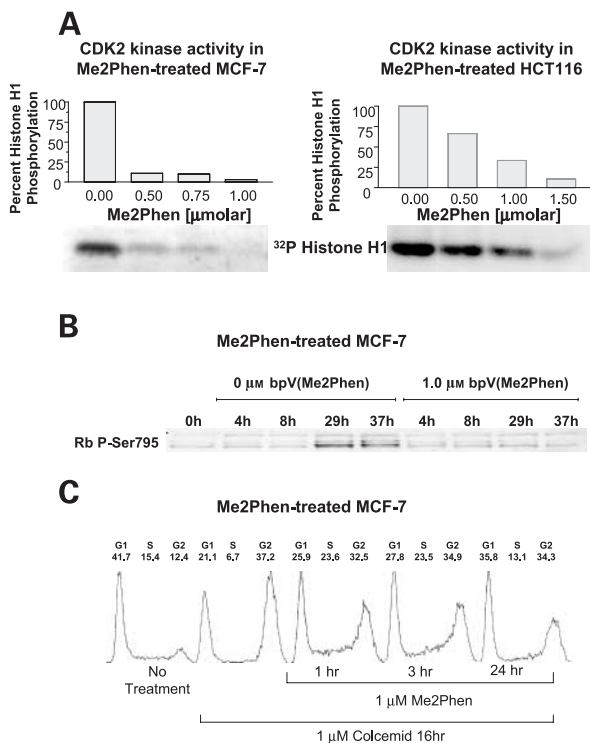 A
CDK2 kinase activity in
Me2Phen-treated MCF-7
Percent Histone H1
Phosphorylation
100
75
50
25
0
0.00 0.50 0.75 1.00
Me2Phen [µmolar]
CDK2 kinase activity in
Me2Phen-treated HCT116
Percent Histone H1
Phosphorylation
100
75
50
25
0
0.00 0.50 1.00 1.50
Me2Phen [µmolar]
32P Histone H1
B
Me2Phen-treated MCF-7
0 µM bpV(Me2Phen) 1.0 µM bpV(Me2Phen)
0h 4h 8h 29h 37h 4h 8h 29h 37h
Rb P-Ser795
C
Me2Phen-treated MCF-7
G1 S G2 G1 S G2 G1 S G2 G1 S G2 G1 S G2
41,7 15,4 12,4 21,1 6,7 37,2 25,9 23,6 32,5 27,8 23,5 34,9 35,8 13,1 34,3
No
Treatment
1 hr 3 hr 24 hr
1 µM Me2Phen
1 µM Colcemid 16hr